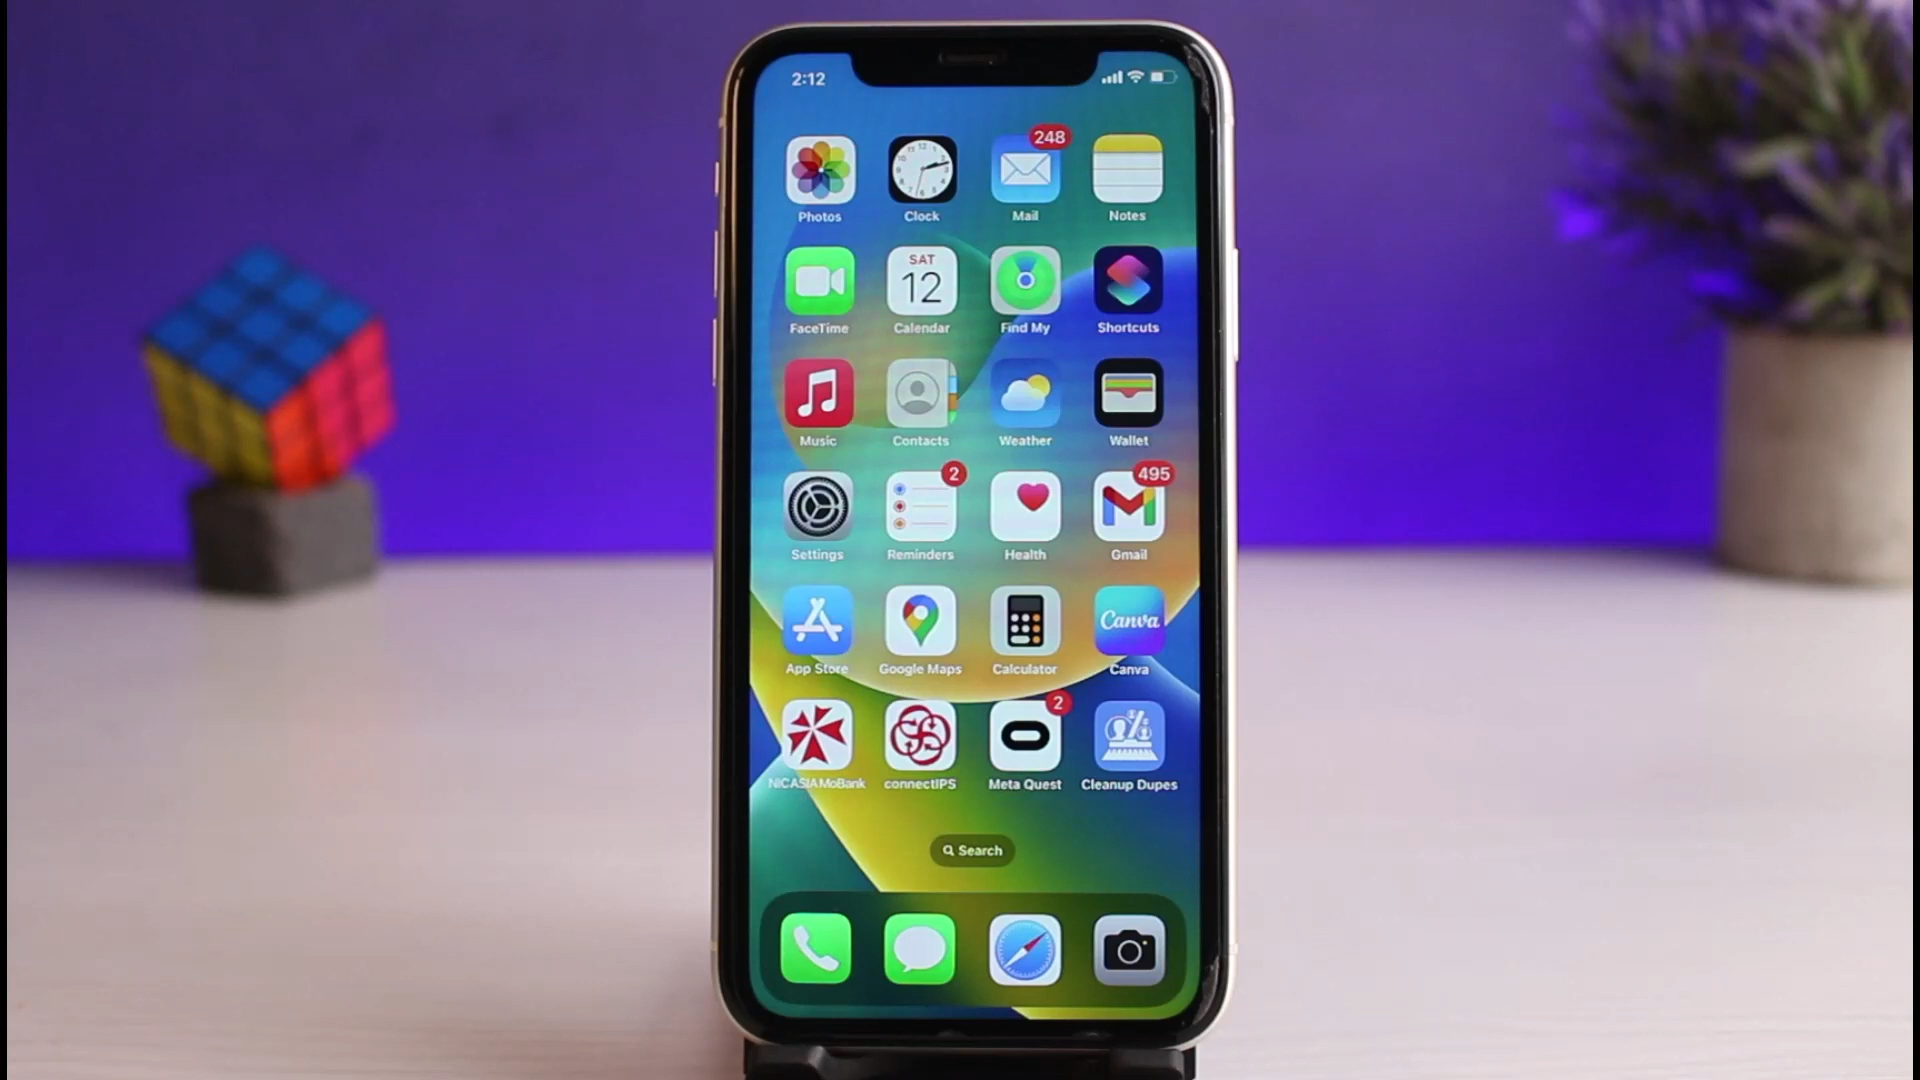 2:12
248
Photos Clock Mail Notes
SAT
12
FaceTime Calendar Find My Shortcuts
Music Contacts Weather Wallet
2 495
Settings Reminders Health Gmail
Canva
App Store Google Maps Calculator Canva
2
NICASIAMoBank connectIPS Meta Quest Cleanup Dupes
Search